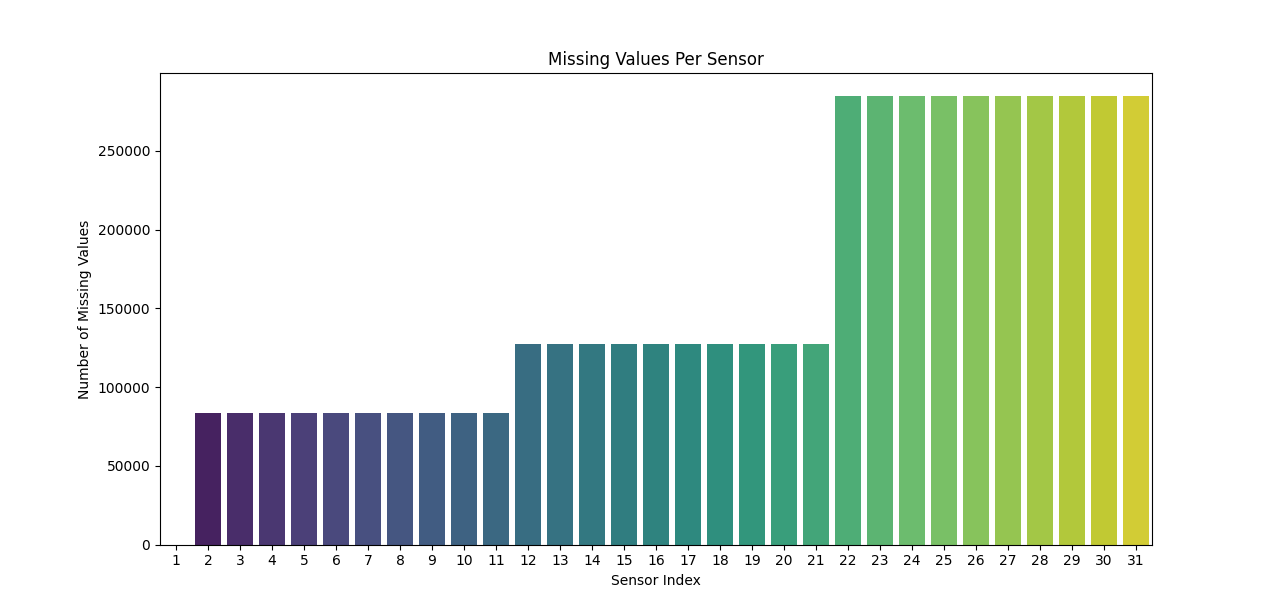 Missing Values Per Sensor
Number of Missing Values
250000
200000
150000
100000
50000
0
1 2 3 4 5 6 7 8 9 10 11 12 13 14 15 16 17 18 19 20 21 22 23 24 25 26 27 28 29 30 31
Sensor Index